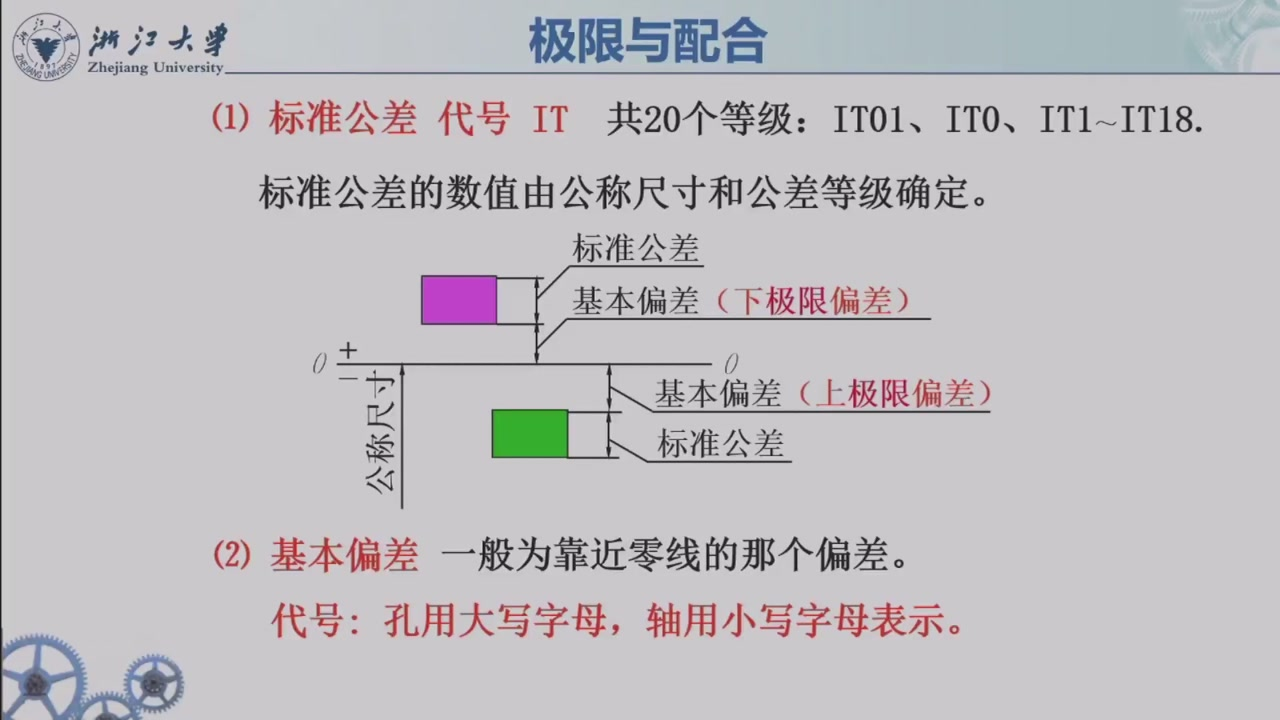 浙江大学
Zhejiang University
极限与配合
(1) 标准公差 代号 IT 共20个等级：IT01、IT0、IT1~IT18.
标准公差的数值由公称尺寸和公差等级确定。
标准公差
基本偏差（下极限偏差）
0 + 0
−
公称尺寸
基本偏差（上极限偏差）
标准公差
(2) 基本偏差 一般为靠近零线的那个偏差。
代号：孔用大写字母，轴用小写字母表示。